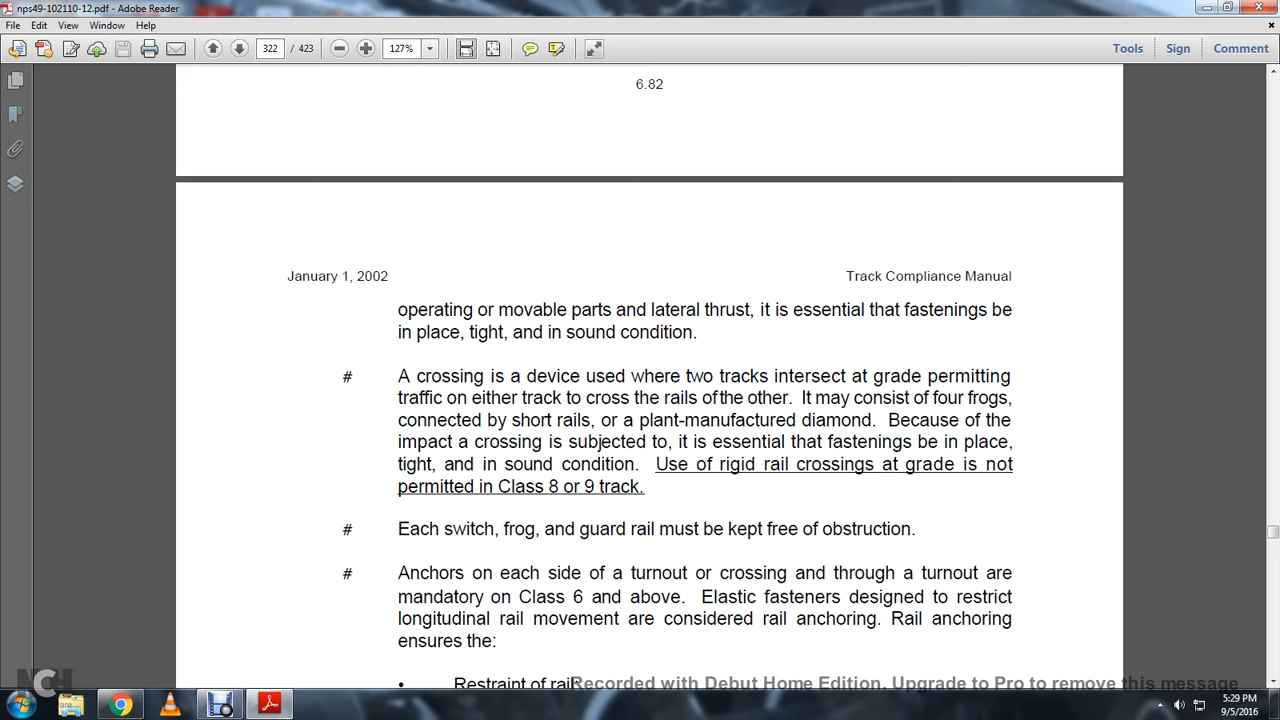 nps49-102110-12.pdf - Adobe Reader
File Edit View Window Help
322 / 423 127% Tools Sign Comment
6.82
January 1, 2002 Track Compliance Manual
operating or movable parts and lateral thrust, it is essential that fastenings be
in place, tight, and in sound condition.
# A crossing is a device used where two tracks intersect at grade permitting
traffic on either track to cross the rails of the other. It may consist of four frogs,
connected by short rails, or a plant-manufactured diamond. Because of the
impact a crossing is subjected to, it is essential that fastenings be in place,
tight, and in sound condition. Use of rigid rail crossings at grade is not
permitted in Class 8 or 9 track.
# Each switch, frog, and guard rail must be kept free of obstruction.
# Anchors on each side of a turnout or crossing and through a turnout are
mandatory on Class 6 and above. Elastic fasteners designed to restrict
longitudinal rail movement are considered rail anchoring. Rail anchoring
ensures the:
• Restraint of rail
Recorded with Debut Home Edition. Upgrade to Pro to remove this message
NCH
5:29 PM
9/5/2016